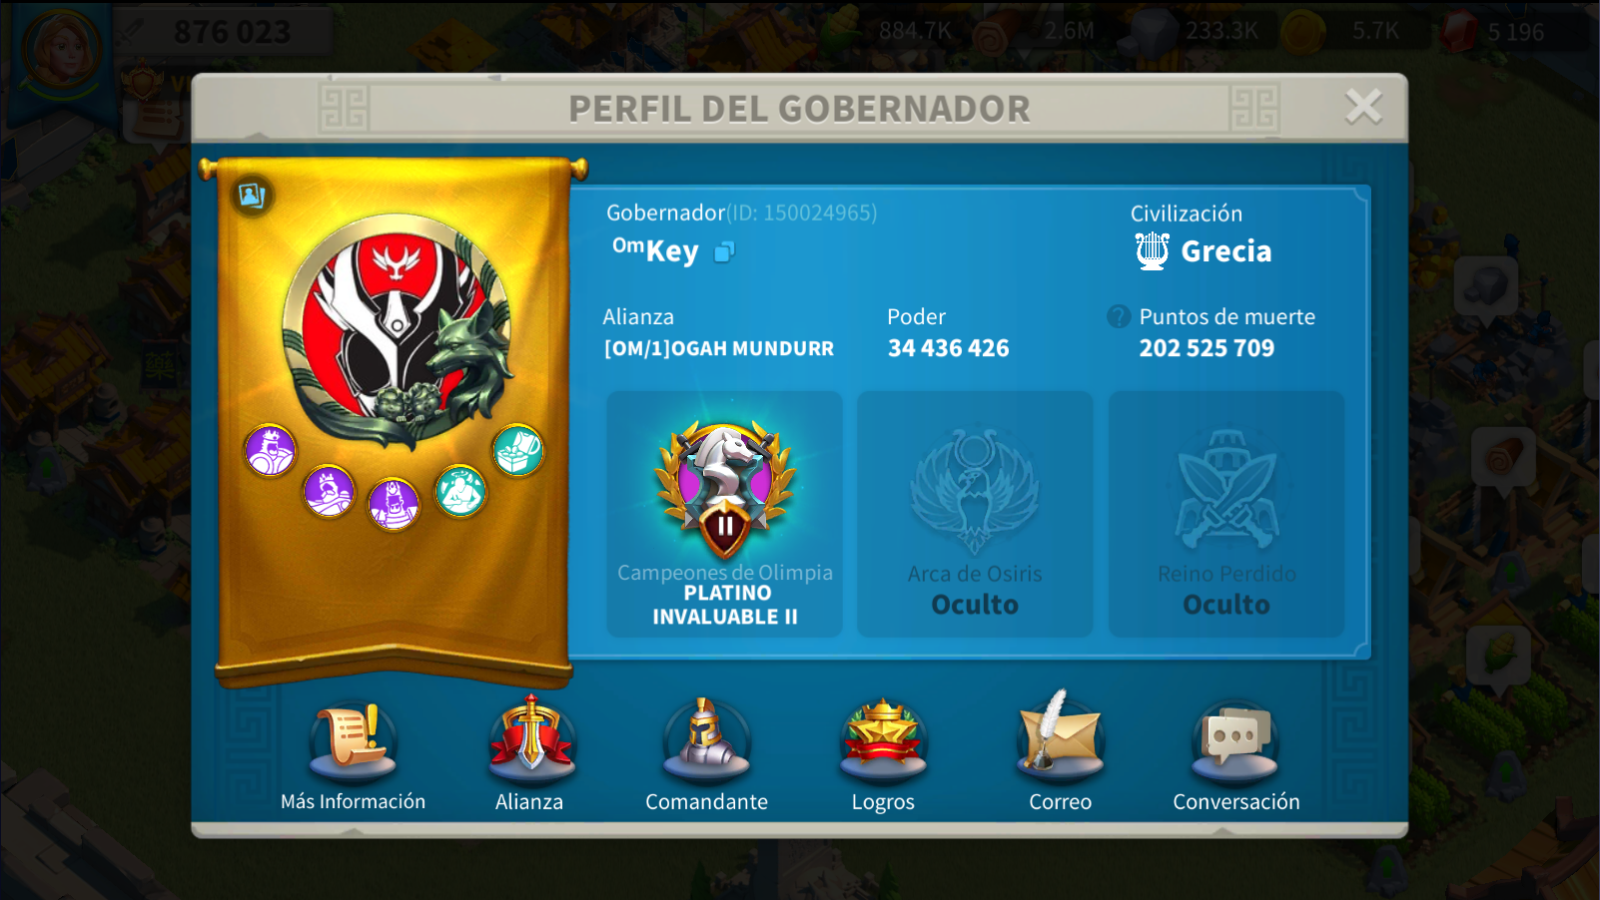 876 023
884.7K
2.6M
233.3K
5.7K
5 196
PERFIL DEL GOBERNADOR
Gobernador(ID: 150024965)
ᴼᵐKey
Civilización
Grecia
Alianza
[OM/1]OGAH MUNDURR
Poder
34 436 426
? Puntos de muerte
202 525 709
II
Campeones de Olimpia
PLATINO
INVALUABLE II
Arca de Osiris
Oculto
Reino Perdido
Oculto
Más Información
Alianza
Comandante
Logros
Correo
Conversación